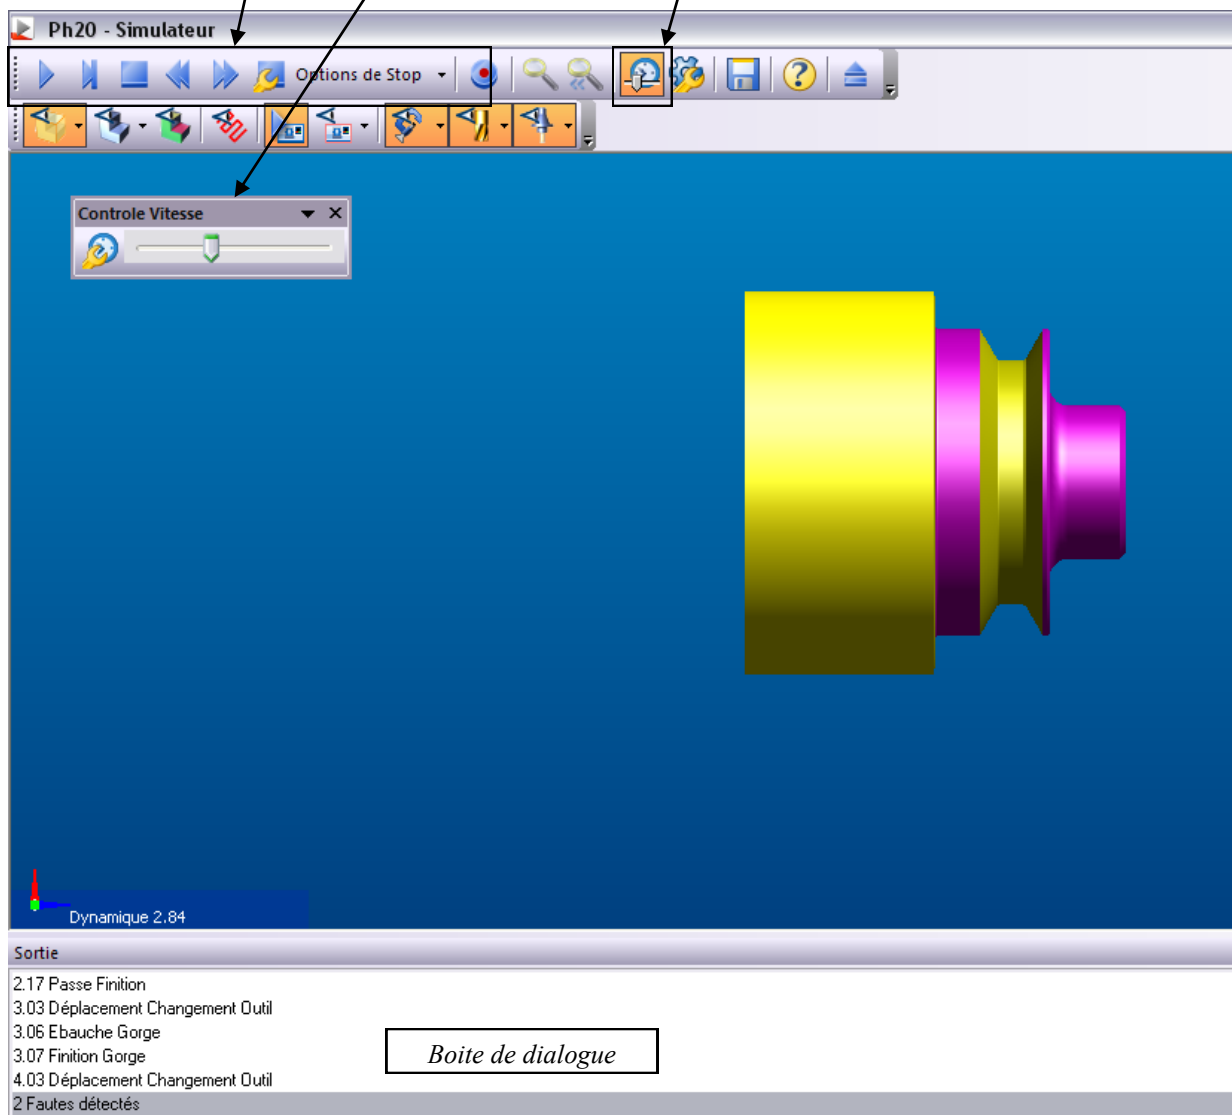 Ph20 - Simulateur
Options de Stop
Controle Vitesse
Dynamique 2.84
Sortie
2.17 Passe Finition
3.03 Déplacement Changement Outil
3.06 Ebauche Gorge
3.07 Finition Gorge
Boite de dialogue
4.03 Déplacement Changement Outil
2 Fautes détectés